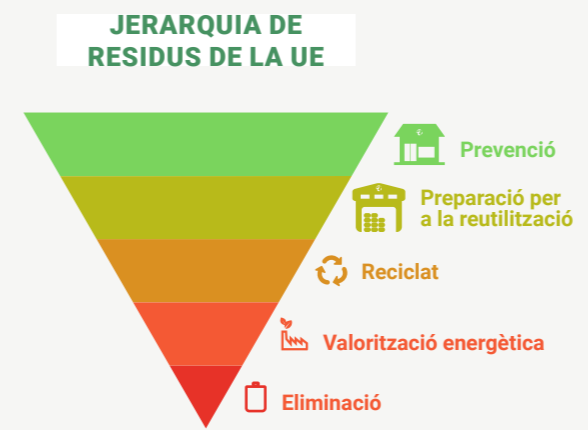 JERARQUIA DE
RESIDUS DE LA UE
Prevenció
Preparació per
a la reutilització
Reciclat
Valorització energètica
Eliminació